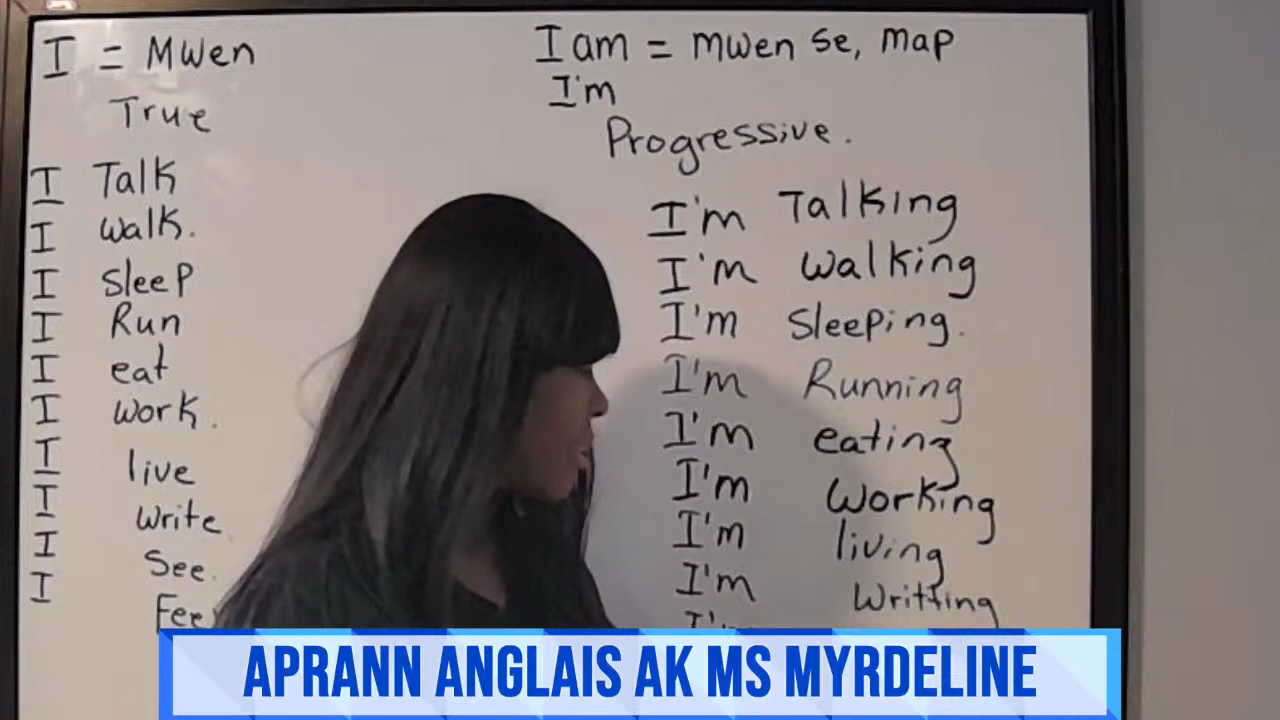 I = Mwen
True
I Talk
I walk.
I sleep
I Run
I eat
I work.
I live
I write
I See.
I Fee
I am = mwen se, map
I'm
Progressive.
I'm Talking
I'm walking
I'm Sleeping.
I'm Running
I'm eating
I'm Working
I'm living
I'm Writting
I'm
APRANN ANGLAIS AK MS MYRDELINE